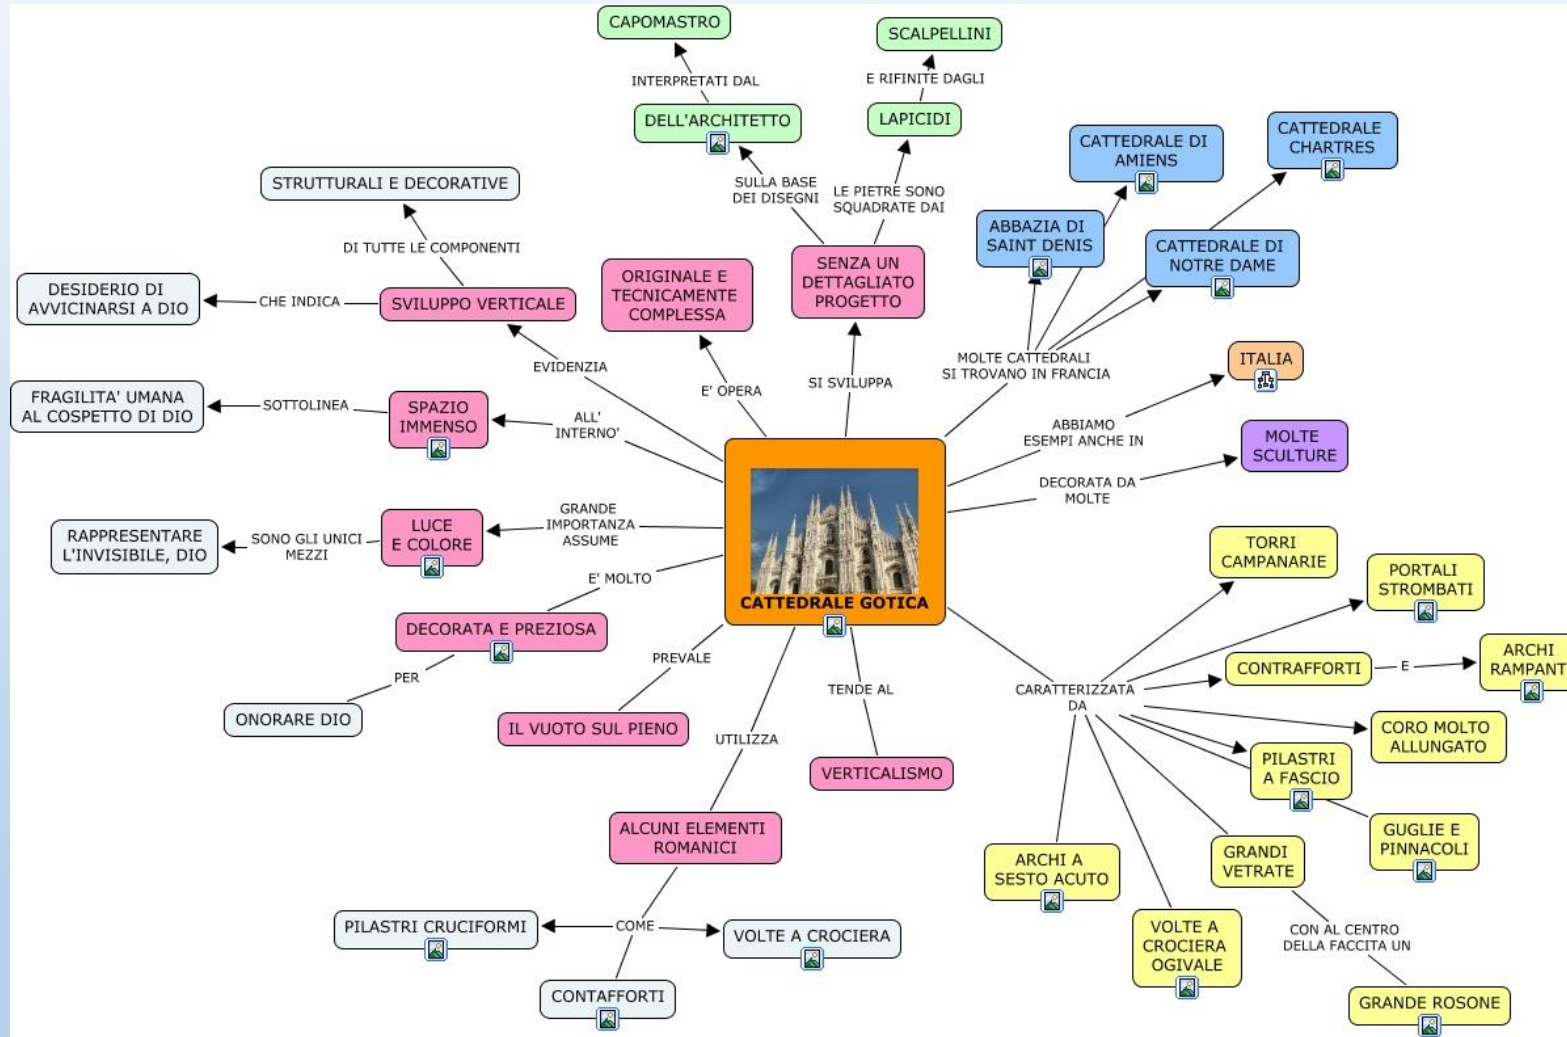 CAPOMASTRO
INTERPRETATI DAL
DELL'ARCHITETTO
SULLA BASE
DEI DISEGNI
SCALPELLINI
E RIFINITE DAGLI
LAPICIDI
LE PIETRE SONO
SQUADRATE DAI
SENZA UN
DETTAGLIATO
PROGETTO
SI SVILUPPA
ORIGINALE E
TECNICAMENTE
COMPLESSA
E' OPERA
STRUTTURALI E DECORATIVE
DI TUTTE LE COMPONENTI
SVILUPPO VERTICALE
CHE INDICA
DESIDERIO DI
AVVICINARSI A DIO
EVIDENZIA
FRAGILITA' UMANA
AL COSPETTO DI DIO
SOTTOLINEA
SPAZIO
IMMENSO
ALL'
INTERNO'
RAPPRESENTARE
L'INVISIBILE, DIO
SONO GLI UNICI
MEZZI
LUCE
E COLORE
GRANDE
IMPORTANZA
ASSUME
E' MOLTO
DECORATA E PREZIOSA
PER
ONORARE DIO
PREVALE
IL VUOTO SUL PIENO
UTILIZZA
ALCUNI ELEMENTI
ROMANICI
COME
PILASTRI CRUCIFORMI
VOLTE A CROCIERA
CONTAFFORTI
TENDE AL
VERTICALISMO
CATTEDRALE GOTICA
CATTEDRALE DI
AMIENS
CATTEDRALE
CHARTRES
ABBAZIA DI
SAINT DENIS
CATTEDRALE DI
NOTRE DAME
MOLTE CATTEDRALI
SI TROVANO IN FRANCIA
ITALIA
ABBIAMO
ESEMPI ANCHE IN
MOLTE
SCULTURE
DECORATA DA
MOLTE
CARATTERIZZATA
DA
TORRI
CAMPANARIE
PORTALI
STROMBATI
CONTRAFFORTI
E
ARCHI
RAMPANT
CORO MOLTO
ALLUNGATO
PILASTRI
A FASCIO
GUGLIE E
PINNACOLI
GRANDI
VETRATE
CON AL CENTRO
DELLA FACCITA UN
GRANDE ROSONE
VOLTE A
CROCIERA
OGIVALE
ARCHI A
SESTO ACUTO